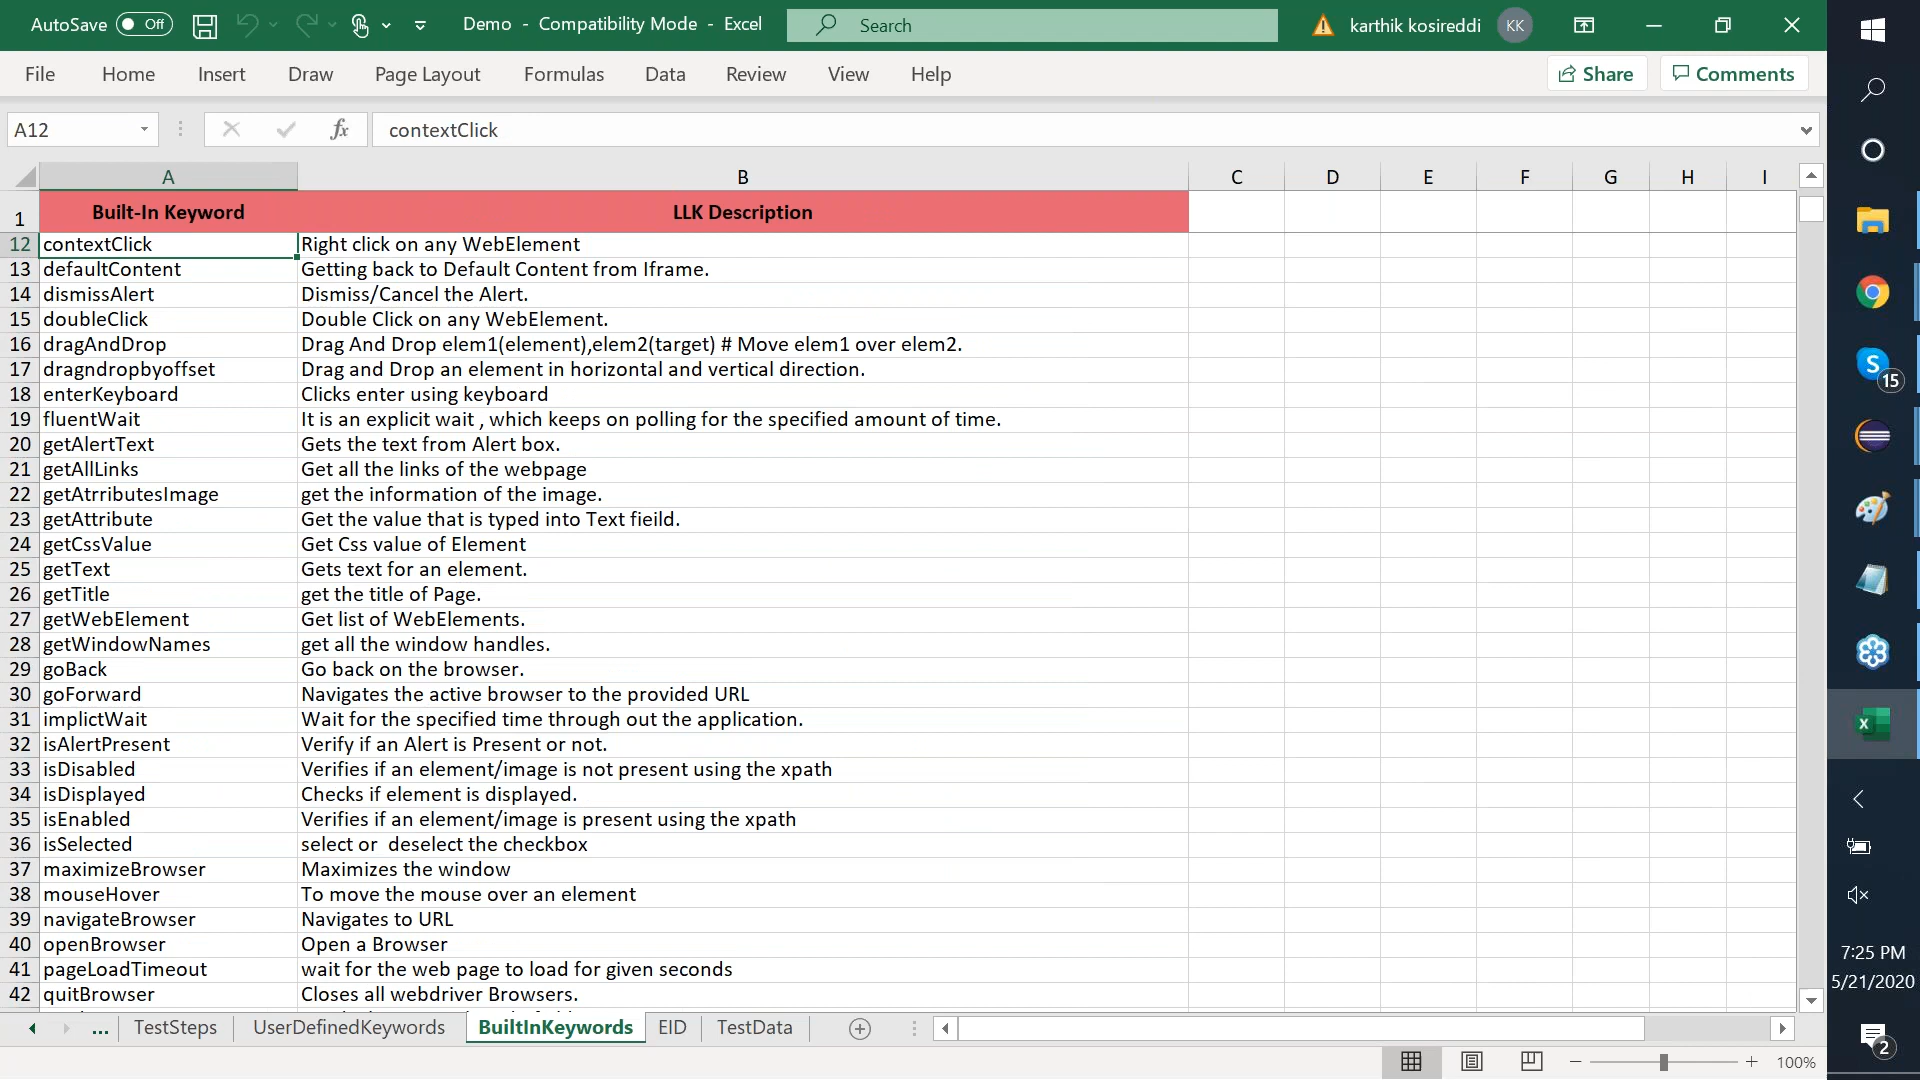 AutoSave Off Demo - Compatibility Mode - Excel Search karthik kosireddi KK
File Home Insert Draw Page Layout Formulas Data Review View Help Share Comments
A12 fx contextClick
A B C D E F G H I
1 Built-In Keyword LLK Description
12 contextClick Right click on any WebElement
13 defaultContent Getting back to Default Content from Iframe.
14 dismissAlert Dismiss/Cancel the Alert.
15 doubleClick Double Click on any WebElement.
16 dragAndDrop Drag And Drop elem1(element),elem2(target) # Move elem1 over elem2.
17 dragndropbyoffset Drag and Drop an element in horizontal and vertical direction.
18 enterKeyboard Clicks enter using keyboard
19 fluentWait It is an explicit wait , which keeps on polling for the specified amount of time.
20 getAlertText Gets the text from Alert box.
21 getAllLinks Get all the links of the webpage
22 getAtrributesImage get the information of the image.
23 getAttribute Get the value that is typed into Text fieild.
24 getCssValue Get Css value of Element
25 getText Gets text for an element.
26 getTitle get the title of Page.
27 getWebElement Get list of WebElements.
28 getWindowNames get all the window handles.
29 goBack Go back on the browser.
30 goForward Navigates the active browser to the provided URL
31 implictWait Wait for the specified time through out the application.
32 isAlertPresent Verify if an Alert is Present or not.
33 isDisabled Verifies if an element/image is not present using the xpath
34 isDisplayed Checks if element is displayed.
35 isEnabled Verifies if an element/image is present using the xpath
36 isSelected select or  deselect the checkbox
37 maximizeBrowser Maximizes the window
38 mouseHover To move the mouse over an element
39 navigateBrowser Navigates to URL
40 openBrowser Open a Browser
41 pageLoadTimeout wait for the web page to load for given seconds
42 quitBrowser Closes all webdriver Browsers.
... TestSteps UserDefinedKeywords BuiltInKeywords EID TestData
100%
S 15
X
7:25 PM
5/21/2020
2